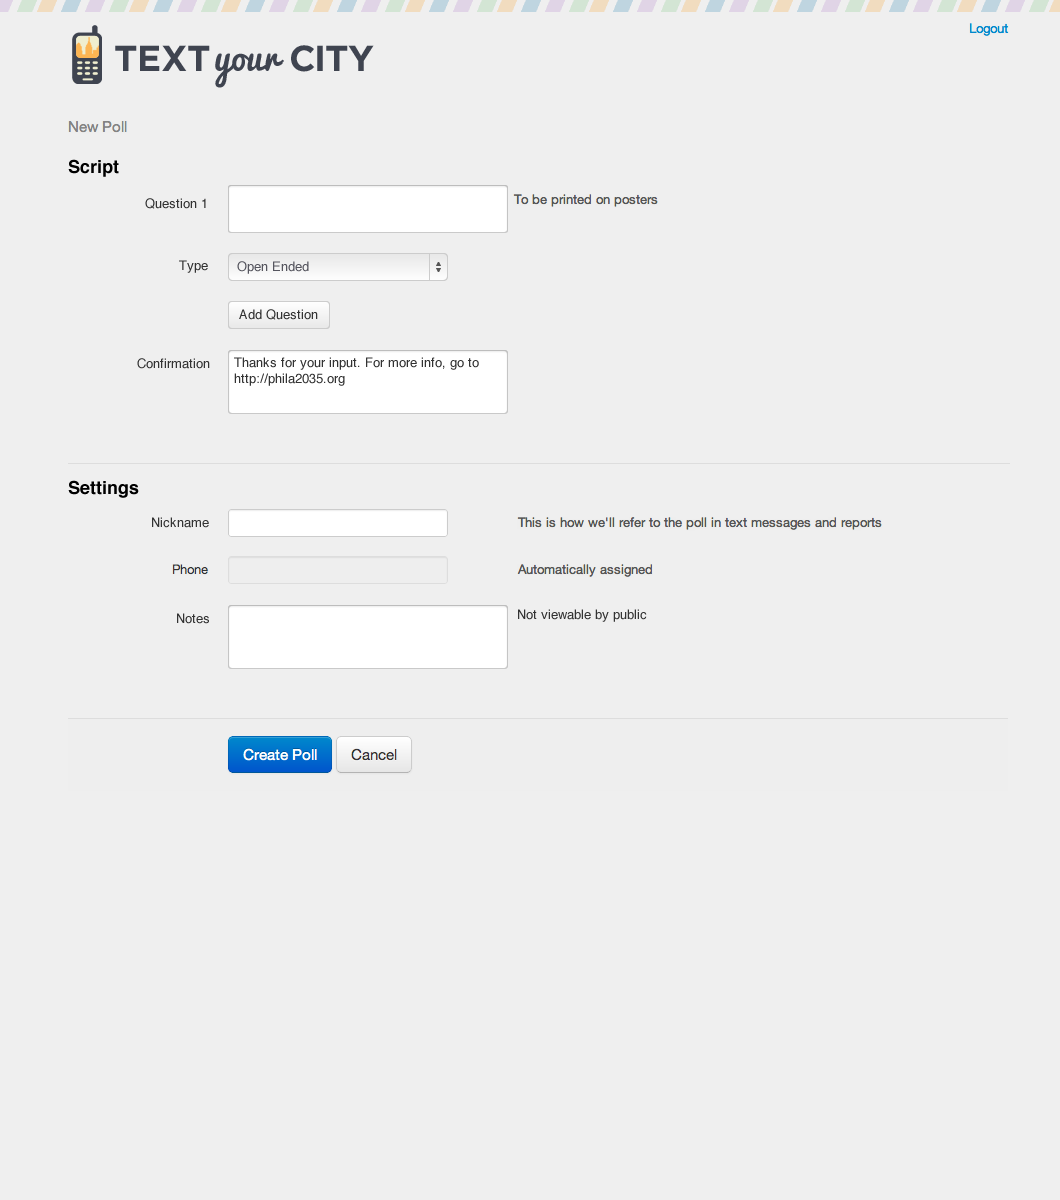 Logout
TEXT your CITY
New Poll
Script
Question 1
To be printed on posters
Type
Open Ended
Add Question
Confirmation
Thanks for your input. For more info, go to
http://phila2035.org
Settings
Nickname
This is how we'll refer to the poll in text messages and reports
Phone
Automatically assigned
Notes
Not viewable by public
Create Poll
Cancel